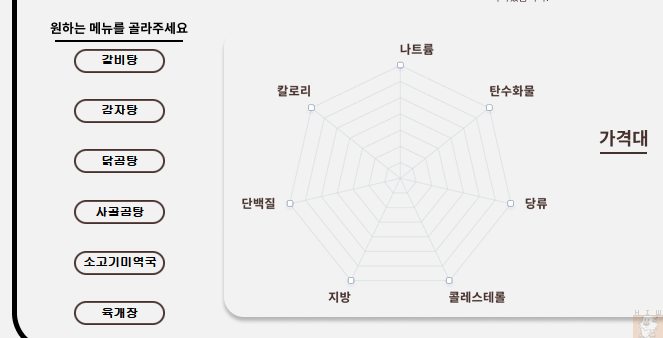 원하는 메뉴를 골라주세요
갈비탕
감자탕
닭곰탕
사골곰탕
소고기미역국
육개장
나트륨
칼로리
탄수화물
단백질
당류
지방
콜레스테롤
가격대